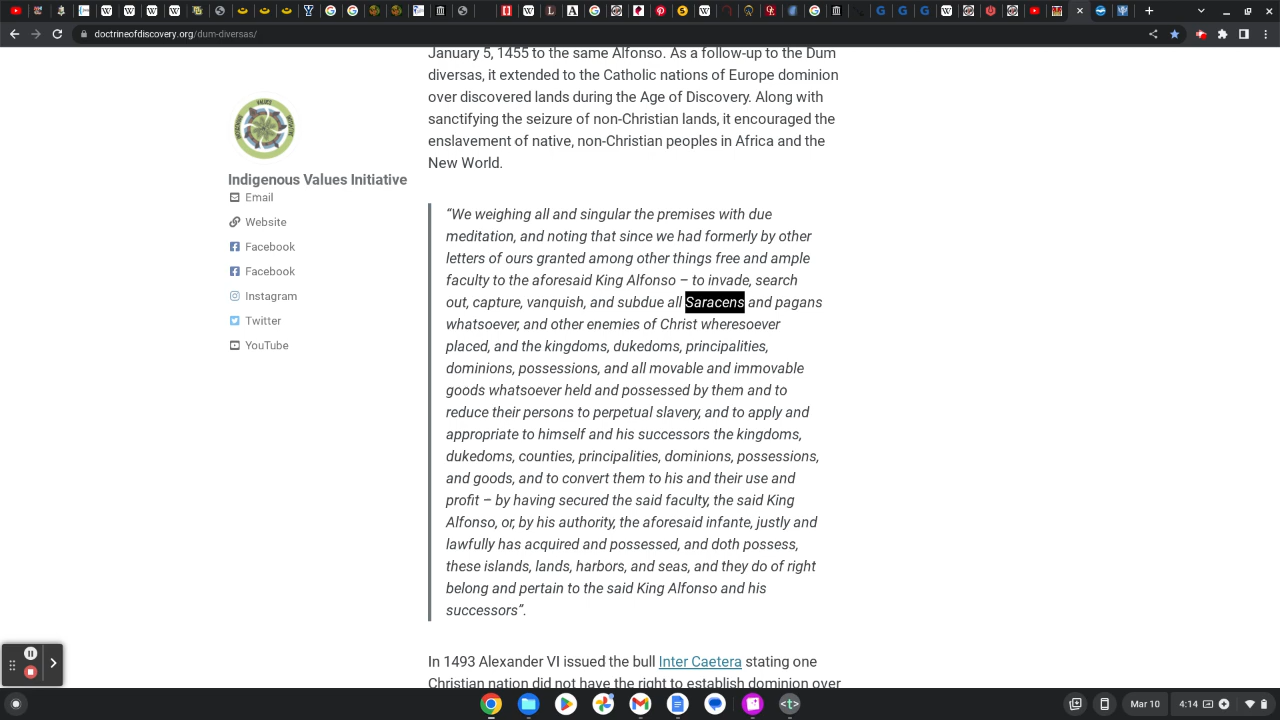 doctrineofdiscovery.org/dum-diversas/
January 5, 1455 to the same Alfonso. As a follow-up to the Dum
diversas, it extended to the Catholic nations of Europe dominion
over discovered lands during the Age of Discovery. Along with
sanctifying the seizure of non-Christian lands, it encouraged the
enslavement of native, non-Christian peoples in Africa and the
New World.
VALUES
Indigenous Values Initiative
Email
Website
Facebook
Facebook
Instagram
Twitter
YouTube
“We weighing all and singular the premises with due
meditation, and noting that since we had formerly by other
letters of ours granted among other things free and ample
faculty to the aforesaid King Alfonso – to invade, search
out, capture, vanquish, and subdue all Saracens and pagans
whatsoever, and other enemies of Christ wheresoever
placed, and the kingdoms, dukedoms, principalities,
dominions, possessions, and all movable and immovable
goods whatsoever held and possessed by them and to
reduce their persons to perpetual slavery, and to apply and
appropriate to himself and his successors the kingdoms,
dukedoms, counties, principalities, dominions, possessions,
and goods, and to convert them to his and their use and
profit – by having secured the said faculty, the said King
Alfonso, or, by his authority, the aforesaid infante, justly and
lawfully has acquired and possessed, and doth possess,
these islands, lands, harbors, and seas, and they do of right
belong and pertain to the said King Alfonso and his
successors”.
In 1493 Alexander VI issued the bull Inter Caetera stating one
Christian nation did not have the right to establish dominion over
Mar 10
4:14